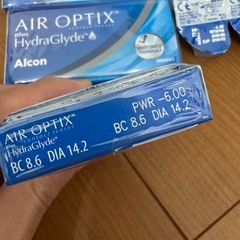 AIR OPTIX
plus
HydraGlyde
Alcon
AIR OPTIX
HydraGlyde
BC 8.6 DIA 14.2
PWR -6.00
BC 8.6 DIA 14.2